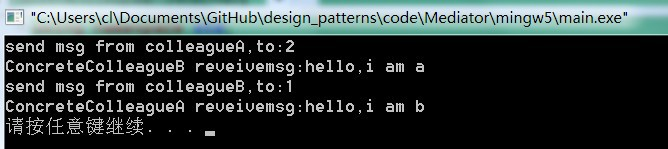 "C:\Users\cl\Documents\GitHub\design_patterns\code\Mediator\mingw5\main.exe"
send msg from colleagueA,to:2
ConcreteColleagueB reveivemsg:hello,i am a
send msg from colleagueB,to:1
ConcreteColleagueA reveivemsg:hello,i am b
请按任意键继续. . .